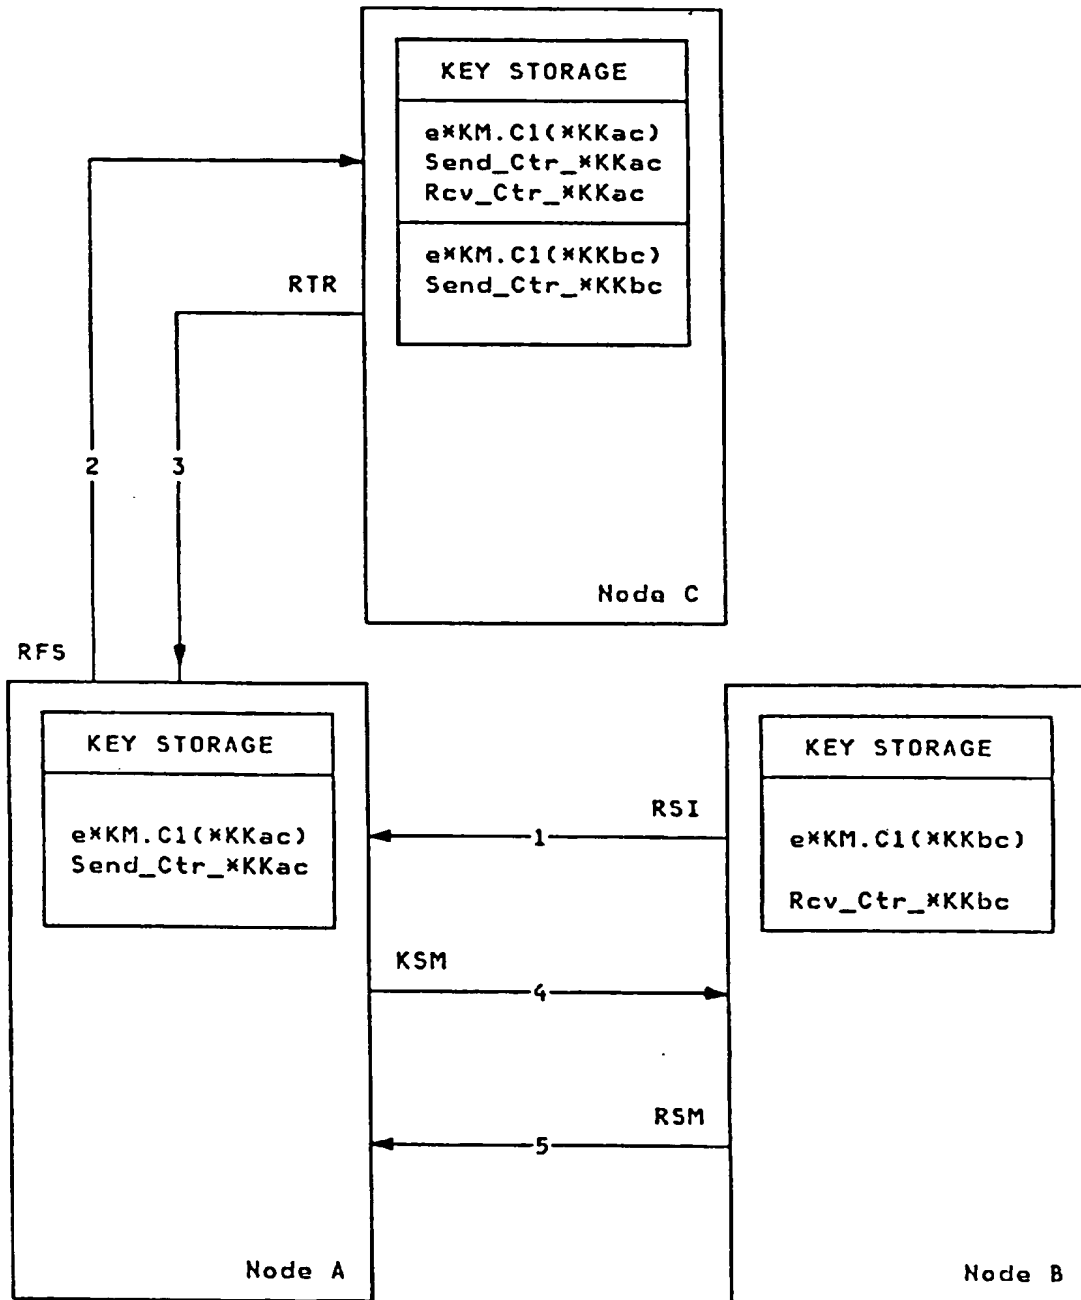 KEY STORAGE
e*KM.C1(*KKac)
Send_Ctr_*KKac
Rcv_Ctr_*KKac
e*KM.C1(*KKbc)
Send_Ctr_*KKbc
RTR
2
3
Node C
RFS
KEY STORAGE
e*KM.C1(*KKac)
Send_Ctr_*KKac
KEY STORAGE
e*KM.C1(*KKbc)
Rcv_Ctr_*KKbc
RSI
1
KSM
4
RSM
5
Node A
Node B